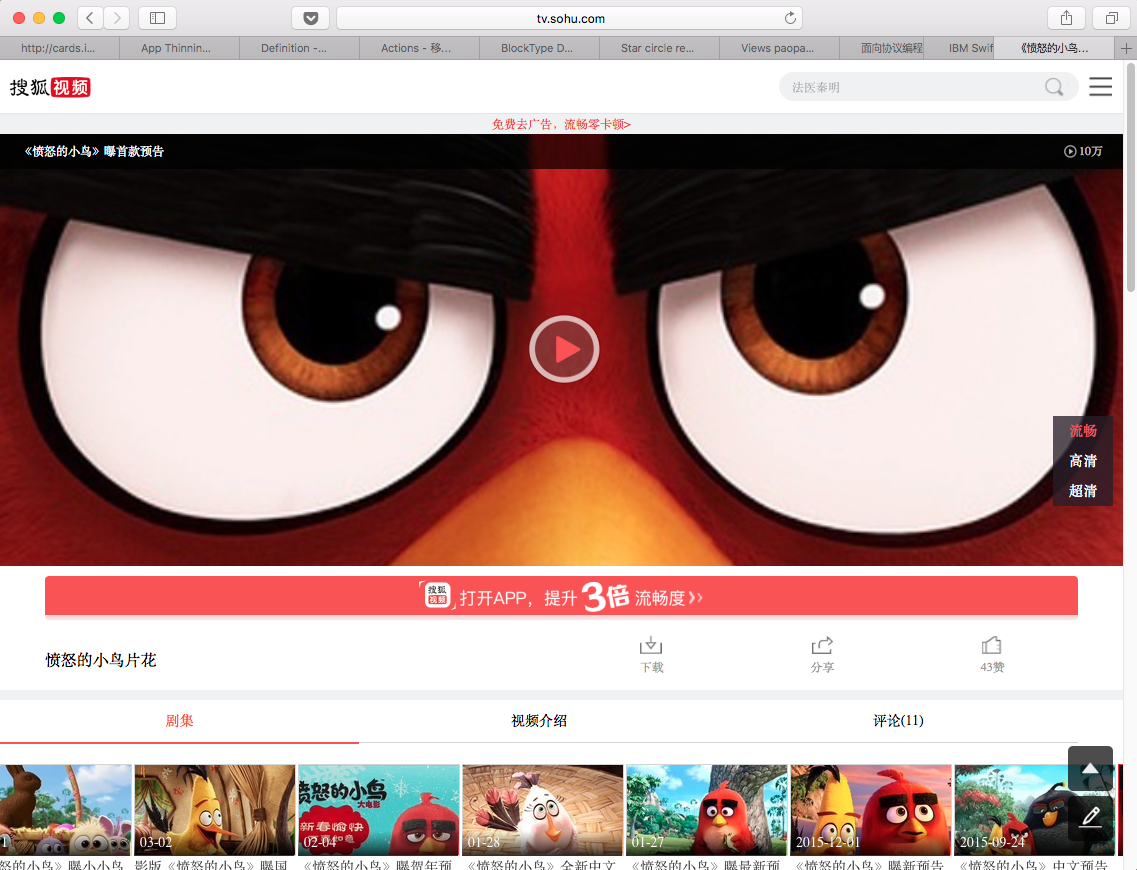 tv.sohu.com
http://cards.i...
App Thinnin...
Definition -...
Actions - 移...
BlockType D...
Star circle re...
Views paopa...
面向协议编程
IBM Swif
《愤怒的小鸟...
搜狐视频
法医秦明
免费去广告，流畅零卡顿>
《愤怒的小鸟》曝首款预告
10万
流畅
高清
超清
搜狐视频 打开APP，提升3倍流畅度
愤怒的小鸟片花
下载
分享
43赞
剧集
视频介绍
评论(11)
愤怒的小鸟
大电影
新春愉快
03-02
02-04
01-28
01-27
2015-12-01
2015-09-24
怒的小鸟》曝小小鸟
影版《愤怒的小鸟》曝国
《愤怒的小鸟》曝贺年预
《愤怒的小鸟》全新中文
《愤怒的小鸟》曝最新预
《愤怒的小鸟》曝新预告
《愤怒的小鸟》中文预告